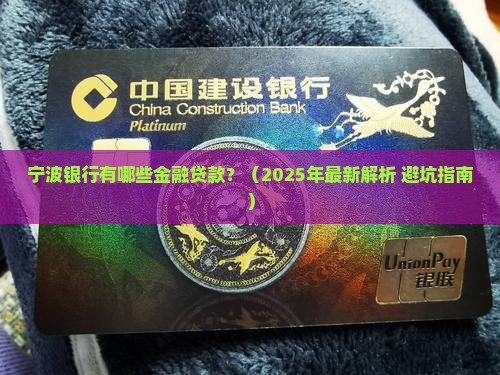 中国建设银行
China Construction Bank
Platinum
宁波银行有哪些金融贷款？（2025年最新解析 避坑指南
）
UnionPay
银联